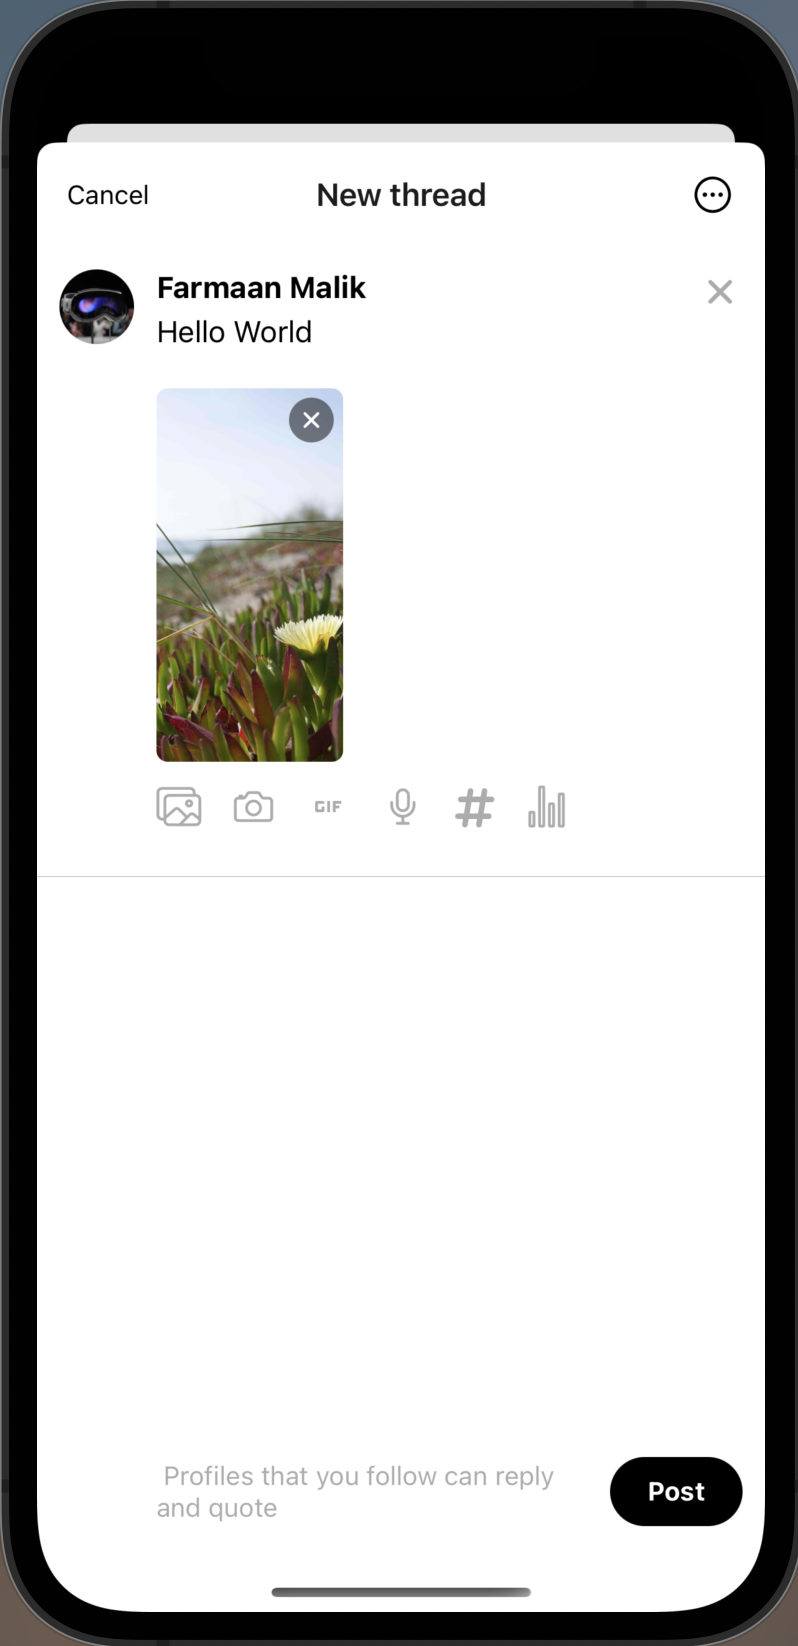 Cancel New thread
Farmaan Malik
Hello World
GIF
Profiles that you follow can reply
and quote
Post